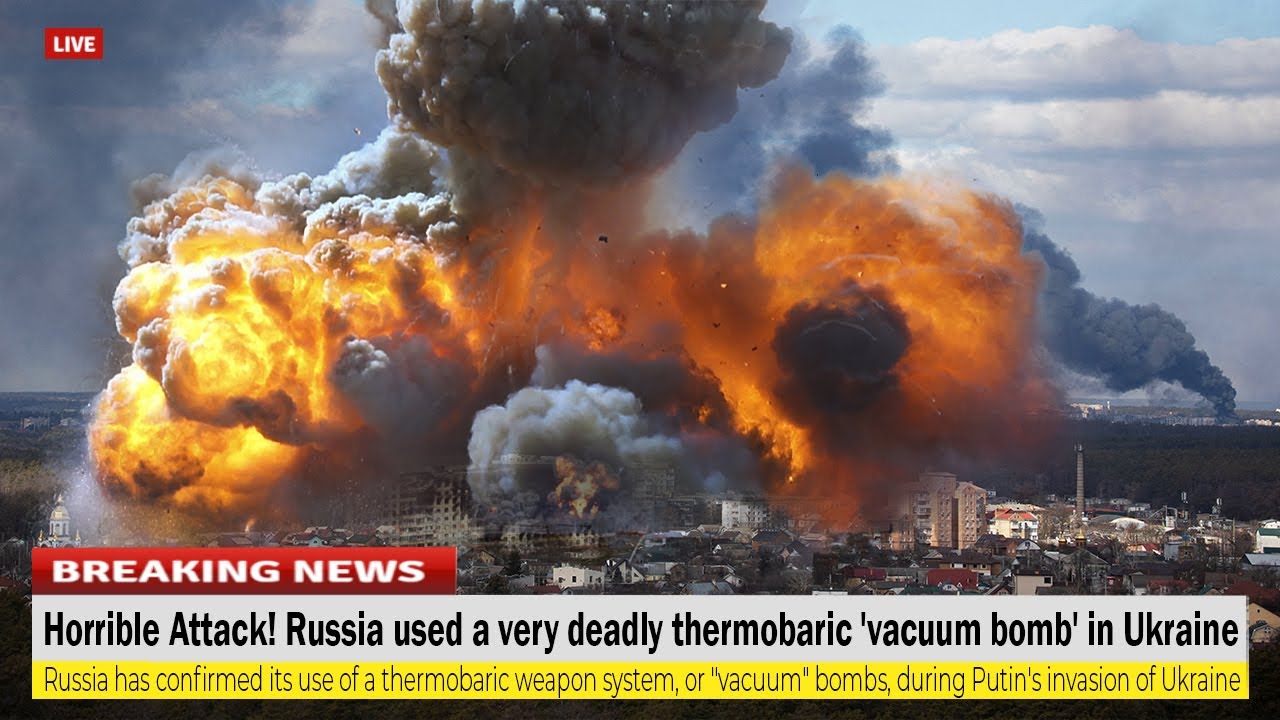 LIVE
BREAKING NEWS
Horrible Attack! Russia used a very deadly thermobaric 'vacuum bomb' in Ukraine
Russia has confirmed its use of a thermobaric weapon system, or "vacuum" bombs, during Putin's invasion of Ukraine